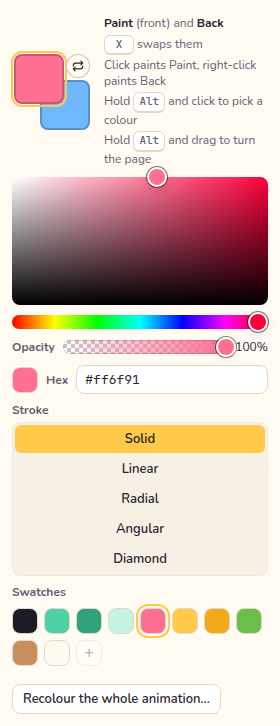 Paint (front) and Back
X swaps them
Click paints Paint, right-click
paints Back
Hold Alt and click to pick a
colour
Hold Alt and drag to turn
the page
Opacity 100%
Hex #ff6f91
Stroke
Solid
Linear
Radial
Angular
Diamond
Swatches
+
Recolour the whole animation...